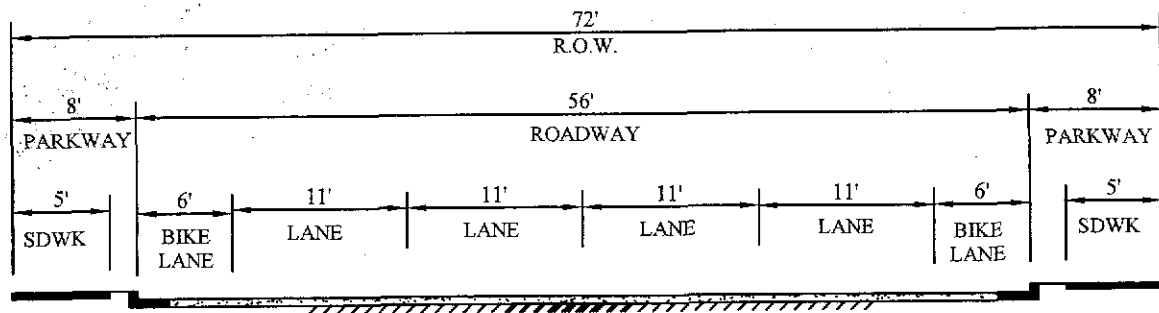 72'
R.O.W.
8' 56' 8'
PARKWAY ROADWAY PARKWAY
5' 6' 11' 11' 11' 11' 6' 5'
SDWK BIKE LANE LANE LANE LANE LANE BIKE LANE SDWK